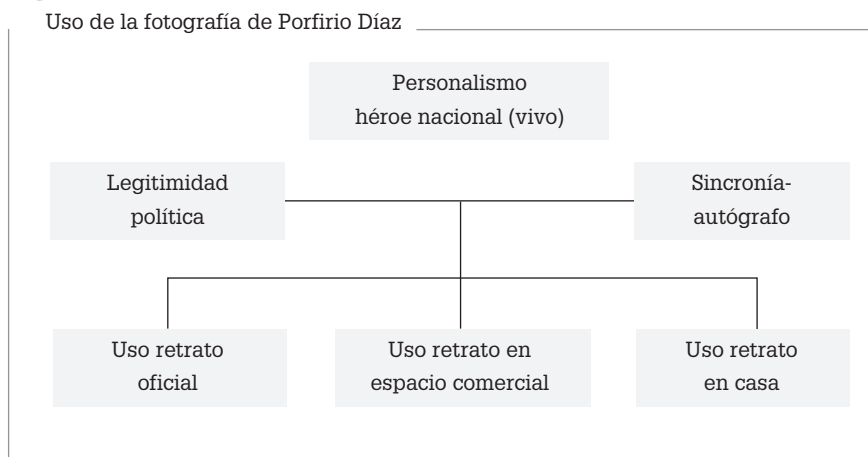 Uso de la fotografía de Porfirio Díaz
Personalismo
héroe nacional (vivo)
Legitimidad
política
Sincronía-
autógrafo
Uso retrato
oficial
Uso retrato en
espacio comercial
Uso retrato
en casa